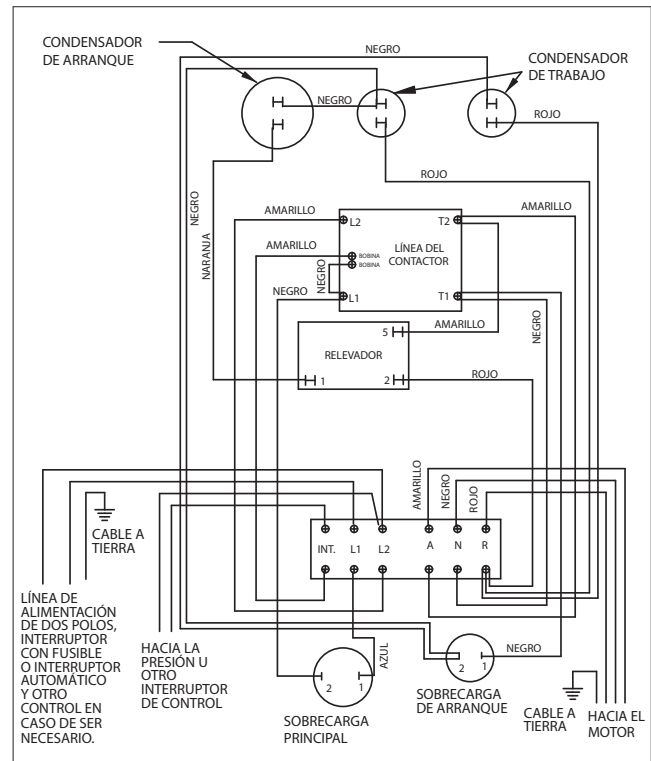 CONDENSADOR
DE ARRANQUE
NEGRO
CONDENSADOR
DE TRABAJO
NEGRO
ROJO
ROJO
NEGRO
NARANJA
AMARILLO
AMARILLO
L2
T2
AMARILLO
BOBINA
BOBINA
LÍNEA DEL
CONTACTOR
NEGRO
NEGRO
L1
T1
NEGRO
5
AMARILLO
RELEVADOR
1
2
ROJO
AMARILLO
NEGRO
ROJO
CABLE A
TIERRA
INT.
L1
L2
A
N
R
LÍNEA DE
ALIMENTACIÓN
DE DOS POLOS,
INTERRUPTOR
CON FUSIBLE
O INTERRUPTOR
AUTOMÁTICO
Y OTRO
CONTROL EN
CASO DE SER
NECESARIO.
HACIA LA
PRESIÓN U
OTRO
INTERRUPTOR
DE CONTROL
AZUL
2
1
SOBRECARGA
PRINCIPAL
2
1
NEGRO
SOBRECARGA
DE ARRANQUE
CABLE A
TIERRA
HACIA EL
MOTOR